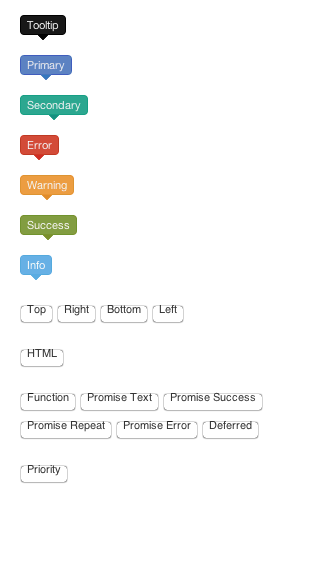 Tooltip
Primary
Secondary
Error
Warning
Success
Info
Top Right Bottom Left
HTML
Function Promise Text Promise Success
Promise Repeat Promise Error Deferred
Priority